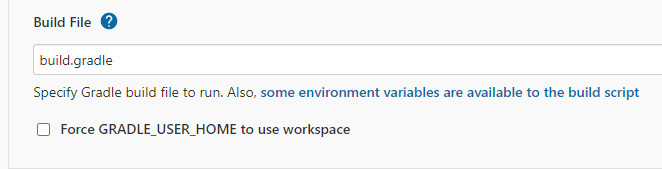 Build File ?
build.gradle
Specify Gradle build file to run. Also, some environment variables are available to the build script
Force GRADLE_USER_HOME to use workspace